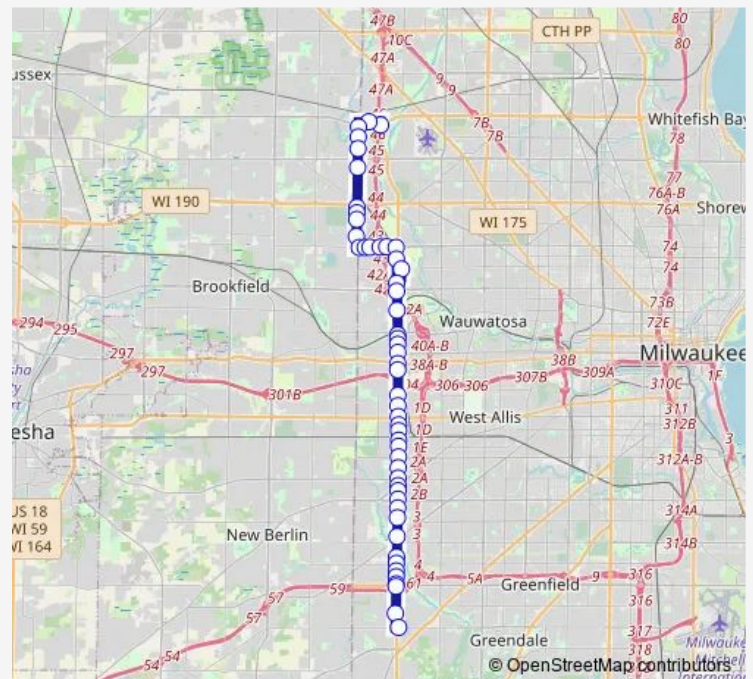 47B
80
CTH PP
10C
80
47A
ussex
9
9
47A
7B
Whitefish Bay
7B
78
45
45
77
WI 190
44
76A-B
44
WI 175
76A
Shorew
43
74
42A
74
Brookfield
73B
2A
294
295
Wauwatosa
72E
297
40A-B
Milwaukee
38A-B
38B
309A
297
306
306
307B
310C
1F
301B
1D
311
West Allis
312B
esha
1D
1E
3
2A
312A-B
2A
2B
US 18
314A
WI 59
3
WI 164
New Berlin
3
314B
4
59
61
4
5A
Greenfield
9
316
57
316
57
317
Milwauke
Greendale
Mitchell
318
54
54
© OpenStreetMap contributors